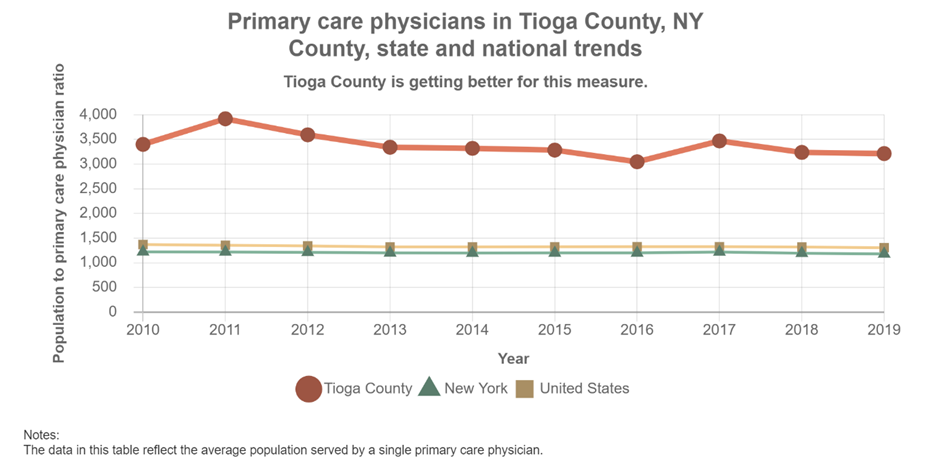 Primary care physicians in Tioga County, NY
County, state and national trends
Tioga County is getting better for this measure.
Population to primary care physician ratio
4,000
3,500
3,000
2,500
2,000
1,500
1,000
500
0
2010 2011 2012 2013 2014 2015 2016 2017 2018 2019
Year
Tioga County New York United States
Notes:
The data in this table reflect the average population served by a single primary care physician.